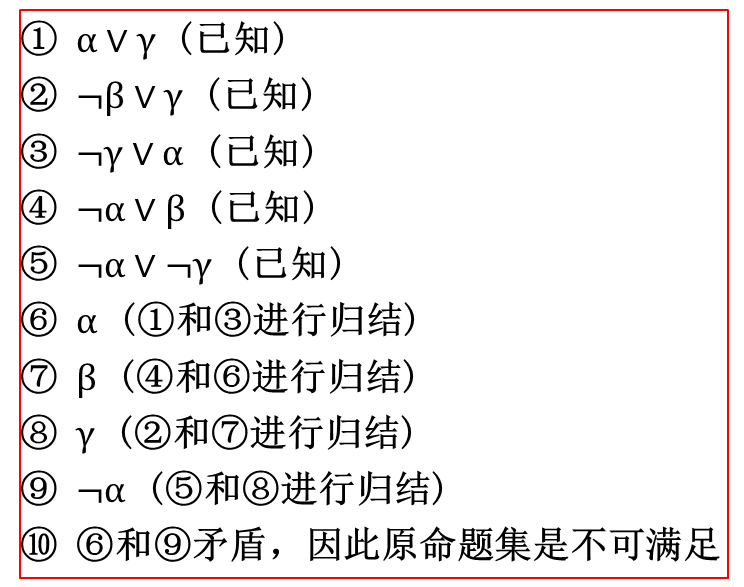 ① α∨γ（已知）
② ¬β∨γ（已知）
③ ¬γ∨α（已知）
④ ¬α∨β（已知）
⑤ ¬α∨¬γ（已知）
⑥ α（①和③进行归结）
⑦ β（④和⑥进行归结）
⑧ γ（②和⑦进行归结）
⑨ ¬α（⑤和⑧进行归结）
⑩ ⑥和⑨矛盾，因此原命题集是不可满足